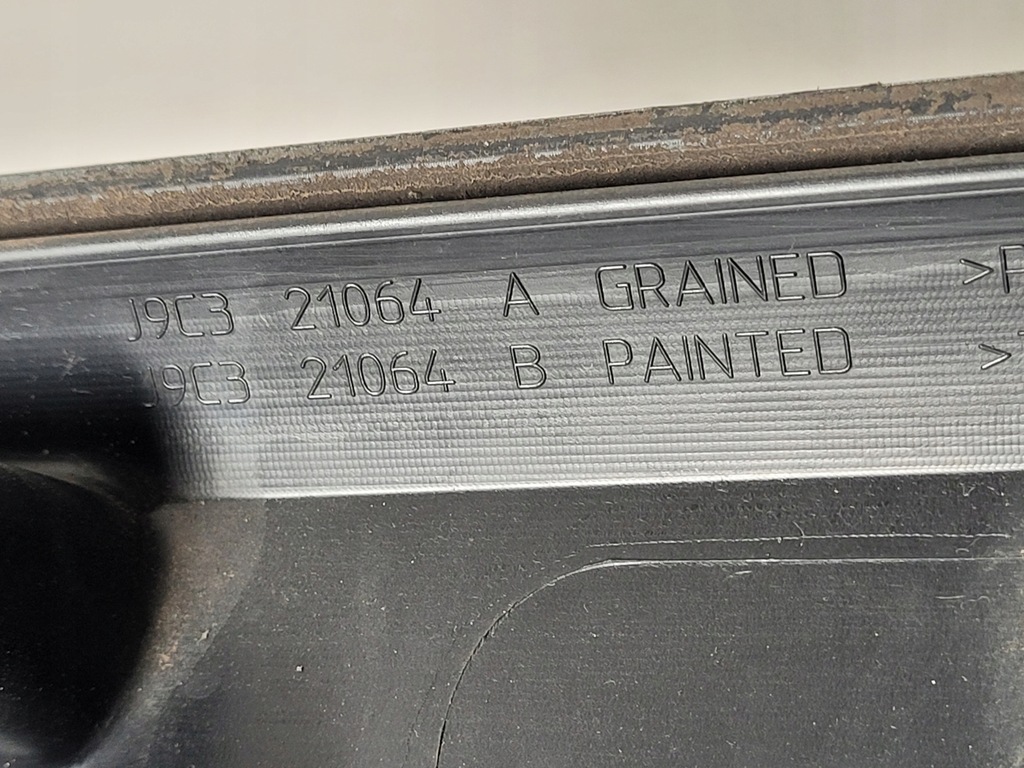 J9C3 21064 A GRAINED >P
J9C3 21064 B PAINTED >